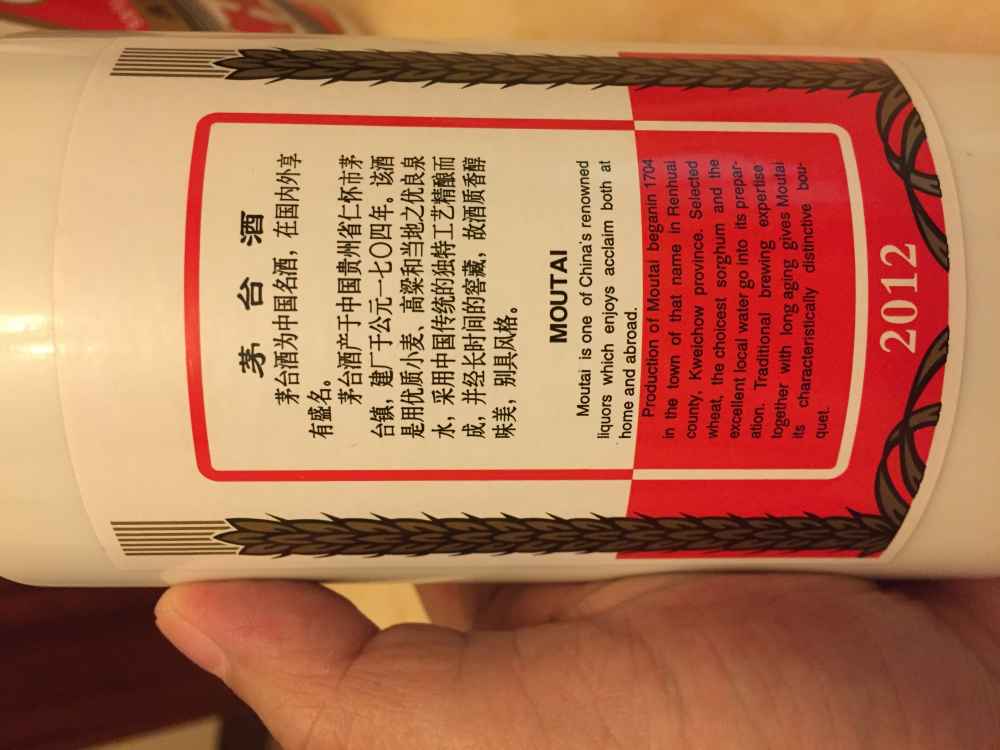 茅台酒
茅台酒为中国名酒，在国内外享
有盛名。
茅台酒产于中国贵州省仁怀市茅
台镇，建厂于公元一七〇四年。该酒
是用优质小麦、高粱和当地之优良泉
水，采用中国传统的独特工艺精酿而
成，并经长时间的窖藏，故酒质香醇
味美，别具风格。
MOUTAI
Moutai is one of China's renowned
liquors which enjoys acclaim both at
home and abroad.
Production of Moutai beganin 1704
in the town of that name in Renhuai
county, Kweichow province. Selected
wheat, the choicest sorghum and the
excellent local water go into its prepar-
ation. Traditional brewing expertise
together with long aging gives Moutai
its characteristically distinctive bou-
quet.
2012